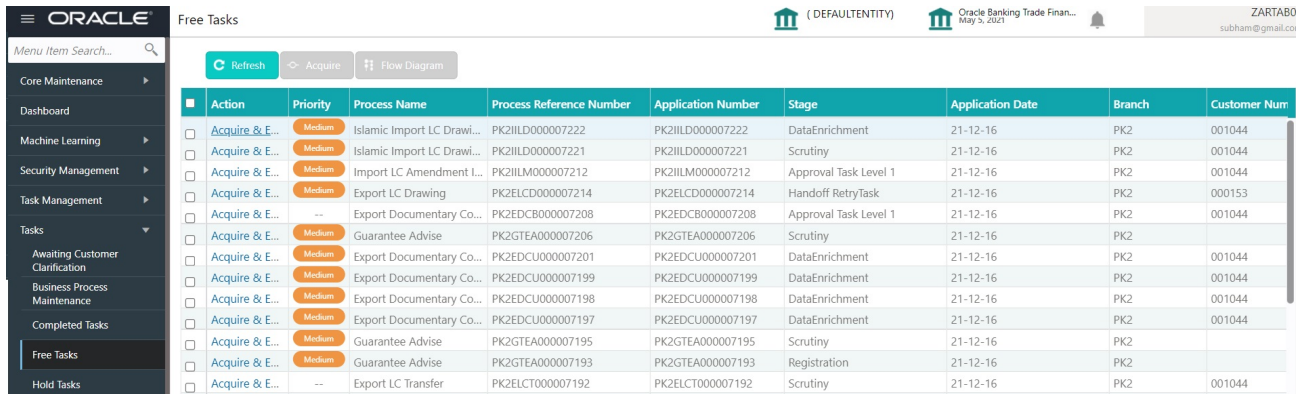 ORACLE
Free Tasks
( DEFAULTENTITY)
Oracle Banking Trade Finan...
May 5, 2021
ZARTAB0
subham@gmail.co
Menu Item Search...
Core Maintenance
Dashboard
Machine Learning
Security Management
Task Management
Tasks
Awaiting Customer
Clarification
Business Process
Maintenance
Completed Tasks
Free Tasks
Hold Tasks
Refresh Acquire Flow Diagram
Action Priority Process Name Process Reference Number Application Number Stage Application Date Branch Customer Num
Acquire & E... Medium Islamic Import LC Drawi... PK2IILD000007222 PK2IILD000007222 DataEnrichment 21-12-16 PK2 001044
Acquire & E... Medium Islamic Import LC Drawi... PK2IILD000007221 PK2IILD000007221 Scrutiny 21-12-16 PK2 001044
Acquire & E... Medium Import LC Amendment I... PK2IILM000007212 PK2IILM000007212 Approval Task Level 1 21-12-16 PK2 001044
Acquire & E... Medium Export LC Drawing PK2ELCD000007214 PK2ELCD000007214 Handoff RetryTask 21-12-16 PK2 000153
Acquire & E... -- Export Documentary Co... PK2EDCB000007208 PK2EDCB000007208 Approval Task Level 1 21-12-16 PK2 001044
Acquire & E... Medium Guarantee Advise PK2GTEA000007206 PK2GTEA000007206 Scrutiny 21-12-16 PK2
Acquire & E... Medium Export Documentary Co... PK2EDCU000007201 PK2EDCU000007201 DataEnrichment 21-12-16 PK2 001044
Acquire & E... Medium Export Documentary Co... PK2EDCU000007199 PK2EDCU000007199 DataEnrichment 21-12-16 PK2 001044
Acquire & E... Medium Export Documentary Co... PK2EDCU000007198 PK2EDCU000007198 DataEnrichment 21-12-16 PK2 001044
Acquire & E... Medium Export Documentary Co... PK2EDCU000007197 PK2EDCU000007197 DataEnrichment 21-12-16 PK2 001044
Acquire & E... Medium Guarantee Advise PK2GTEA000007195 PK2GTEA000007195 Scrutiny 21-12-16 PK2
Acquire & E... Medium Guarantee Advise PK2GTEA000007193 PK2GTEA000007193 Registration 21-12-16 PK2
Acquire & E... -- Export LC Transfer PK2ELCT000007192 PK2ELCT000007192 Scrutiny 21-12-16 PK2 001044